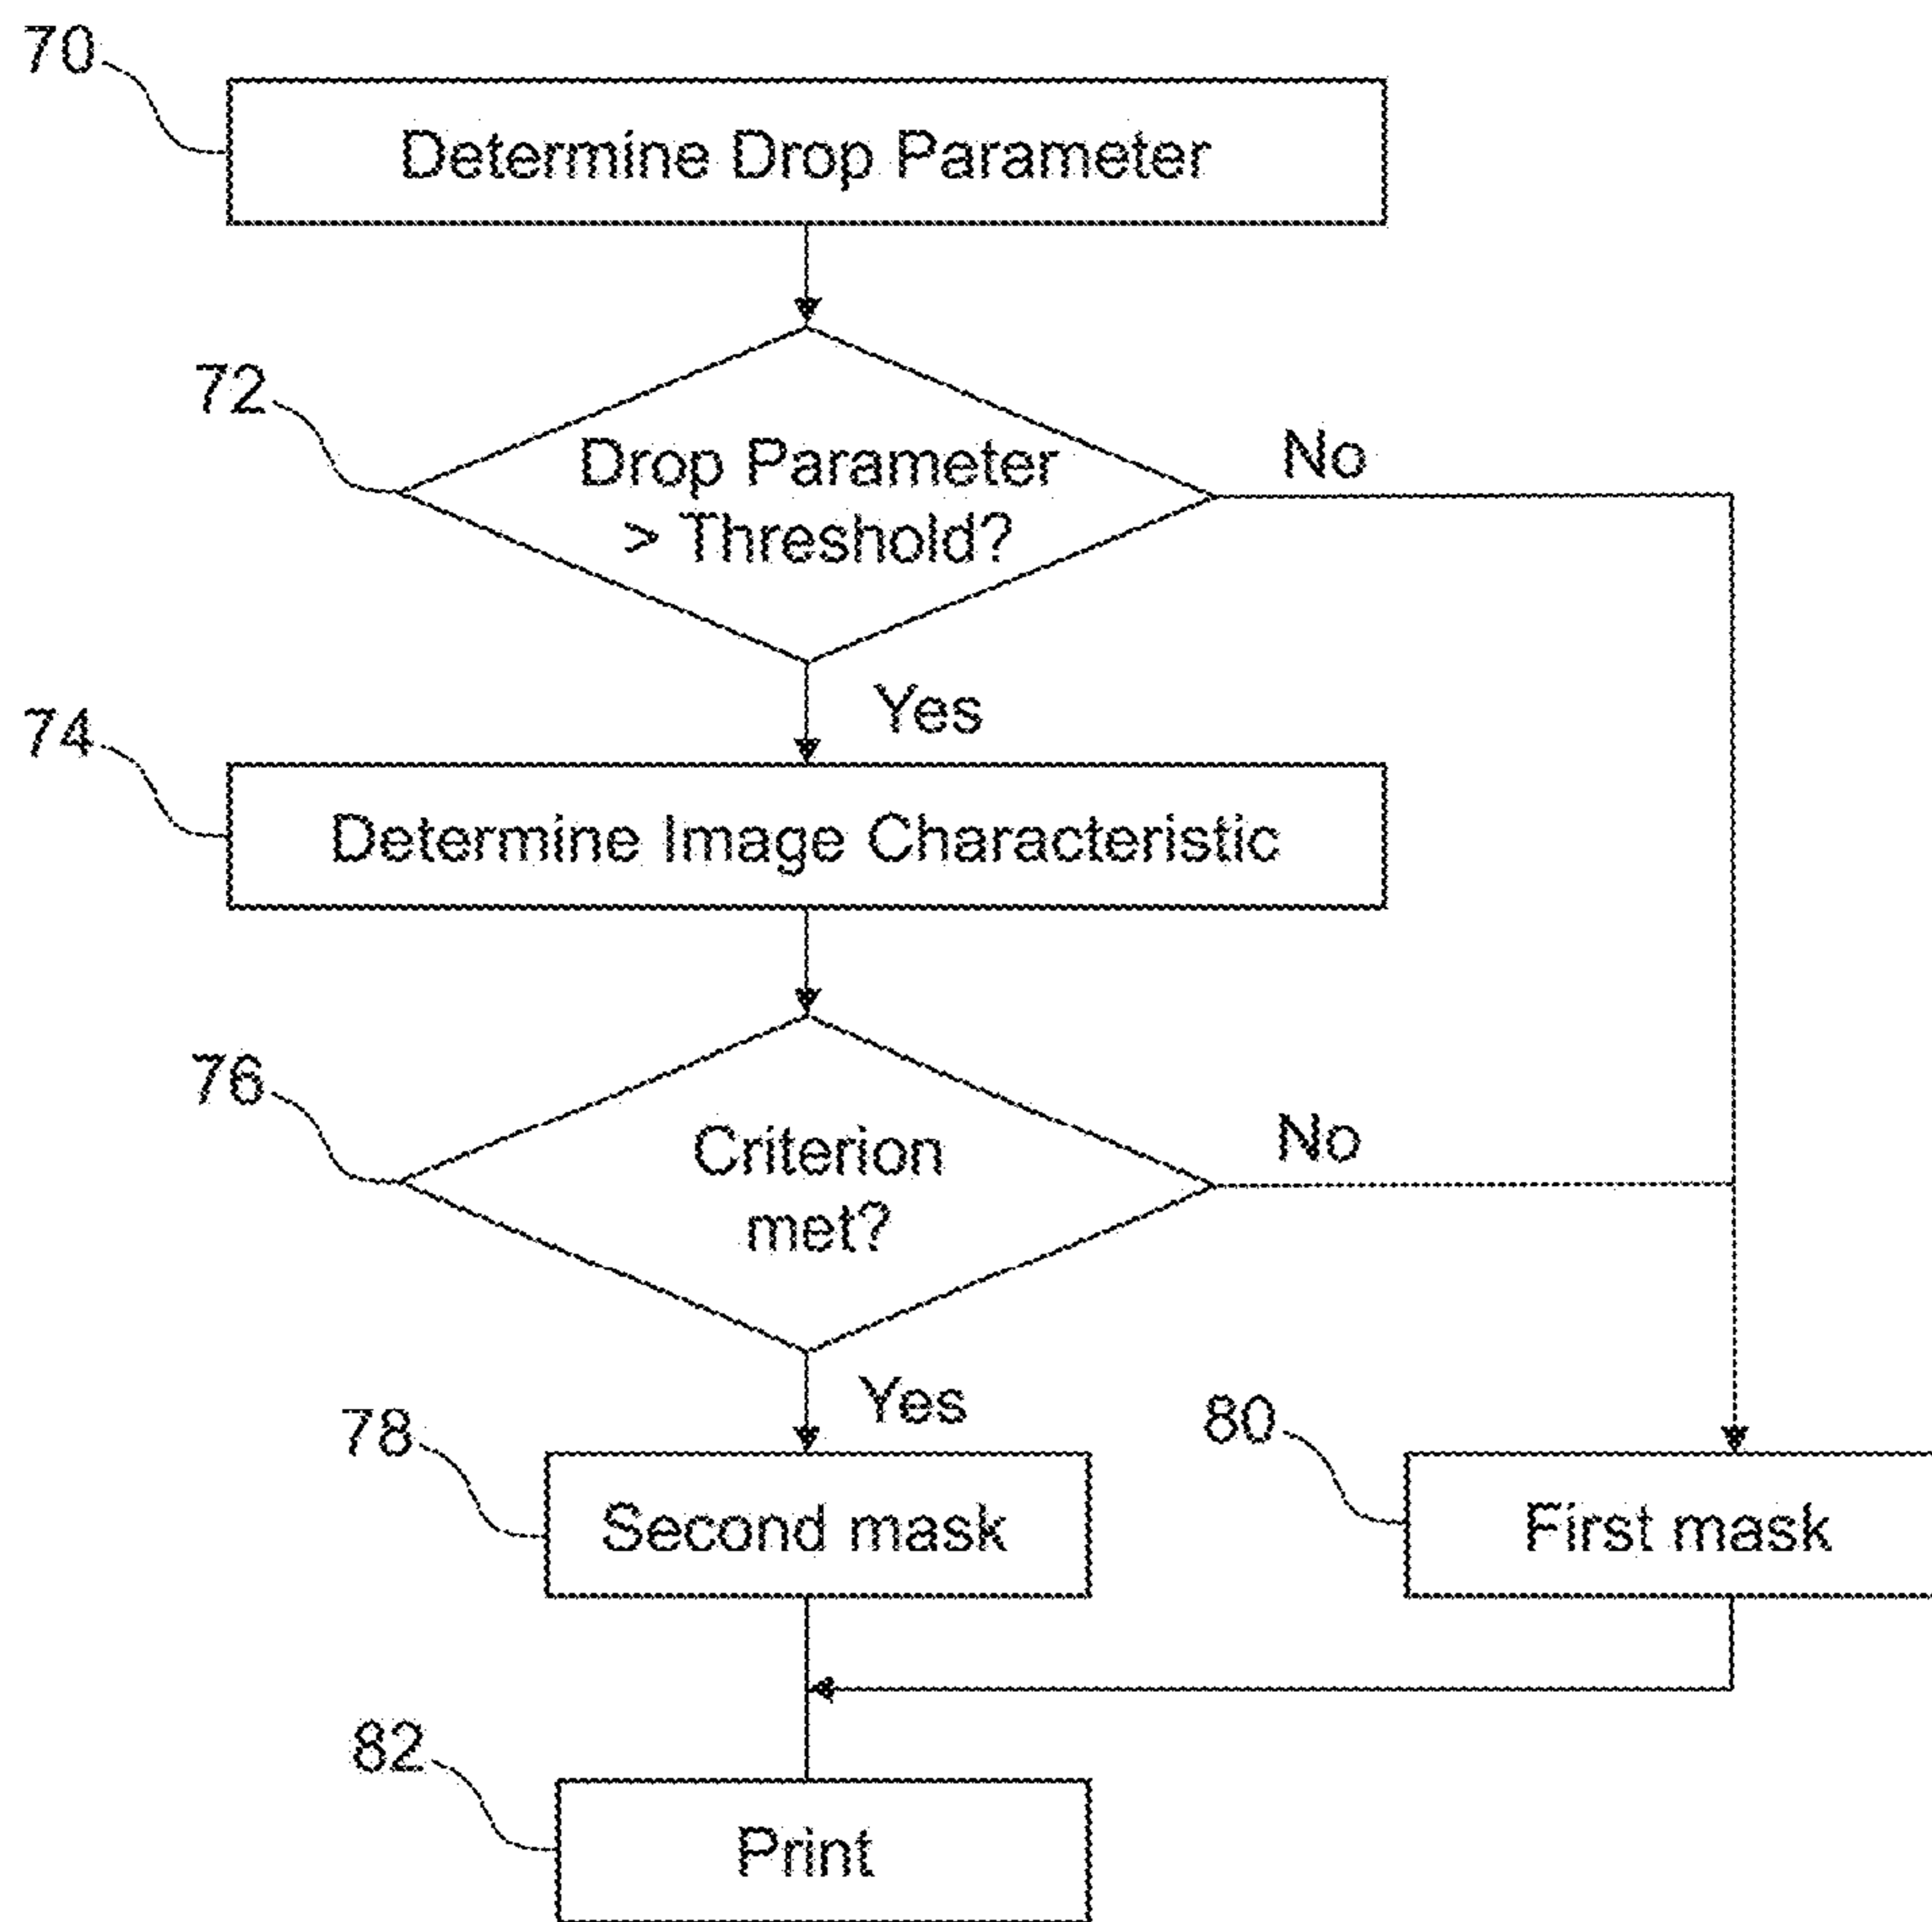 70
Determine Drop Parameter
72
Drop Parameter
> Threshold?
No
Yes
74
Determine Image Characteristic
76
Criterion
met?
No
Yes
78
Second mask
80
First mask
82
Print